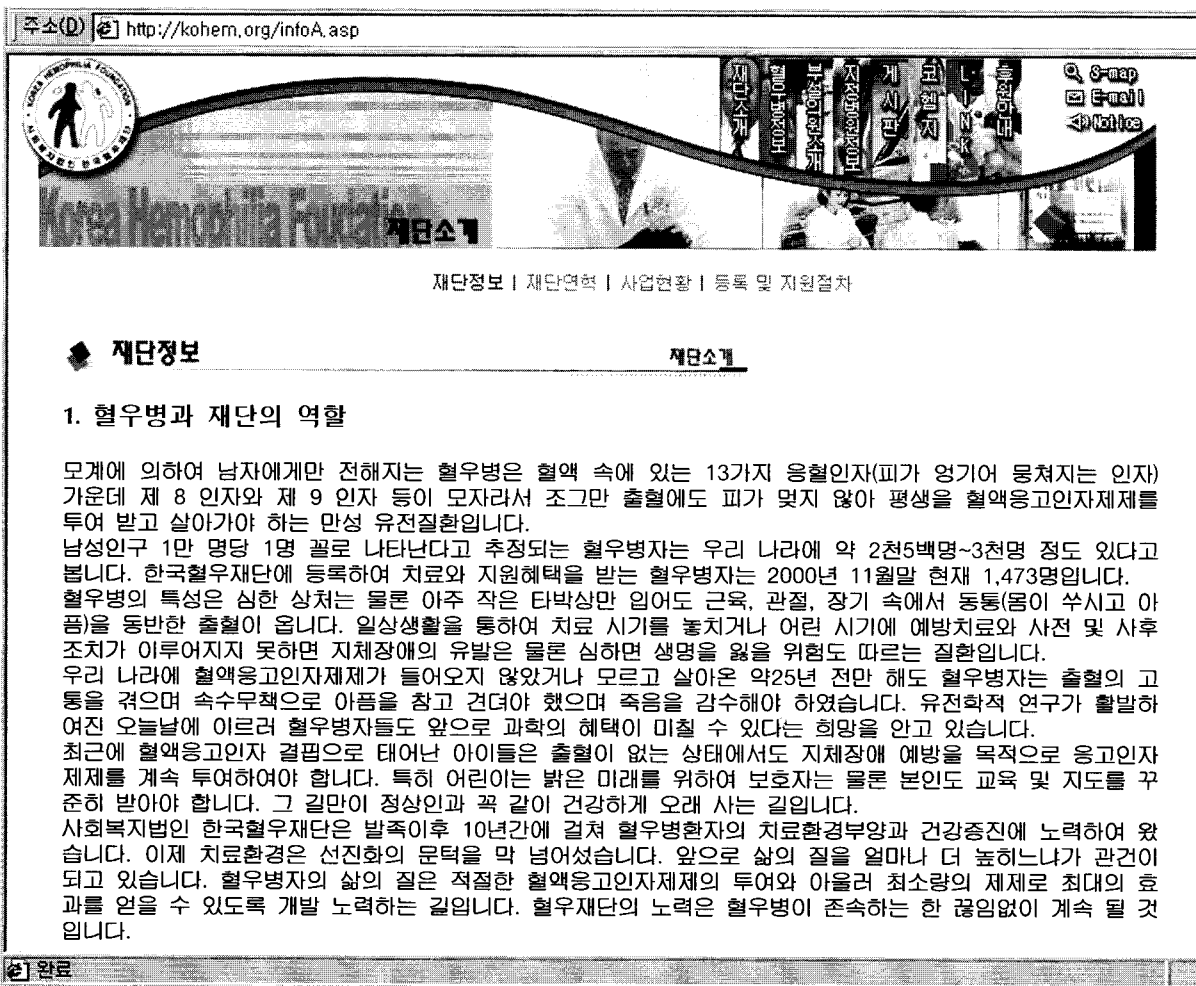 주소(D) http://kohem.org/infoA.asp
KOREA HEMOPHILIA FOUNDATION
사회복지법인 한국혈우재단
재단소개
혈우병정보
부설의원소개
지정병원정보
게시판
코헴지
LINK
후원안내
S-map
E-mail
Notice
Korea Hemophilia Foudation
재단소개
재단정보 | 재단연혁 | 사업현황 | 등록 및 지원절차
재단정보
재단소개
1. 혈우병과 재단의 역할
모계에 의하여 남자에게만 전해지는 혈우병은 혈액 속에 있는 13가지 응혈인자(피가 엉기어 뭉쳐지는 인자)
가운데 제 8 인자와 제 9 인자 등이 모자라서 조그만 출혈에도 피가 멎지 않아 평생을 혈액응고인자제제를
투여 받고 살아가야 하는 만성 유전질환입니다.
남성인구 1만 명당 1명 꼴로 나타난다고 추정되는 혈우병자는 우리 나라에 약 2천5백명~3천명 정도 있다고
봅니다. 한국혈우재단에 등록하여 치료와 지원혜택을 받는 혈우병자는 2000년 11월말 현재 1,473명입니다.
혈우병의 특성은 심한 상처는 물론 아주 작은 타박상만 입어도 근육, 관절, 장기 속에서 동통(몸이 쑤시고 아
픔)을 동반한 출혈이 옵니다. 일상생활을 통하여 치료 시기를 놓치거나 어린 시기에 예방치료와 사전 및 사후
조치가 이루어지지 못하면 지체장애의 유발은 물론 심하면 생명을 잃을 위험도 따르는 질환입니다.
우리 나라에 혈액응고인자제제가 들어오지 않았거나 모르고 살아온 약25년 전만 해도 혈우병자는 출혈의 고
통을 겪으며 속수무책으로 아픔을 참고 견뎌야 했으며 죽음을 감수해야 하였습니다. 유전학적 연구가 활발하
여진 오늘날에 이르러 혈우병자들도 앞으로 과학의 혜택이 미칠 수 있다는 희망을 안고 있습니다.
최근에 혈액응고인자 결핍으로 태어난 아이들은 출혈이 없는 상태에서도 지체장애 예방을 목적으로 응고인자
제제를 계속 투여하여야 합니다. 특히 어린이는 밝은 미래를 위하여 보호자는 물론 본인도 교육 및 지도를 꾸
준히 받아야 합니다. 그 길만이 정상인과 꼭 같이 건강하게 오래 사는 길입니다.
사회복지법인 한국혈우재단은 발족이후 10년간에 걸쳐 혈우병환자의 치료환경부양과 건강증진에 노력하여 왔
습니다. 이제 치료환경은 선진화의 문턱을 막 넘어섰습니다. 앞으로 삶의 질을 얼마나 더 높히느냐가 관건이
되고 있습니다. 혈우병자의 삶의 질은 적절한 혈액응고인자제제의 투여와 아울러 최소량의 제제로 최대의 효
과를 얻을 수 있도록 개발 노력하는 길입니다. 혈우재단의 노력은 혈우병이 존속하는 한 끊임없이 계속 될 것
입니다.
완료